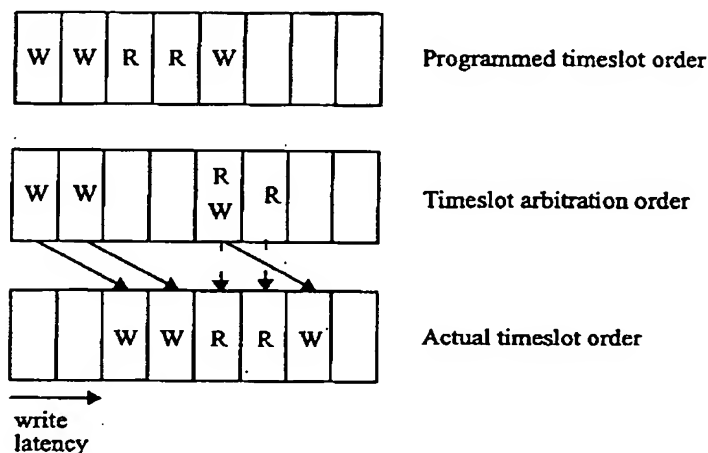 W W R R W Programmed timeslot order
R
W W W R Timeslot arbitration order
W W R R W Actual timeslot order
write
latency